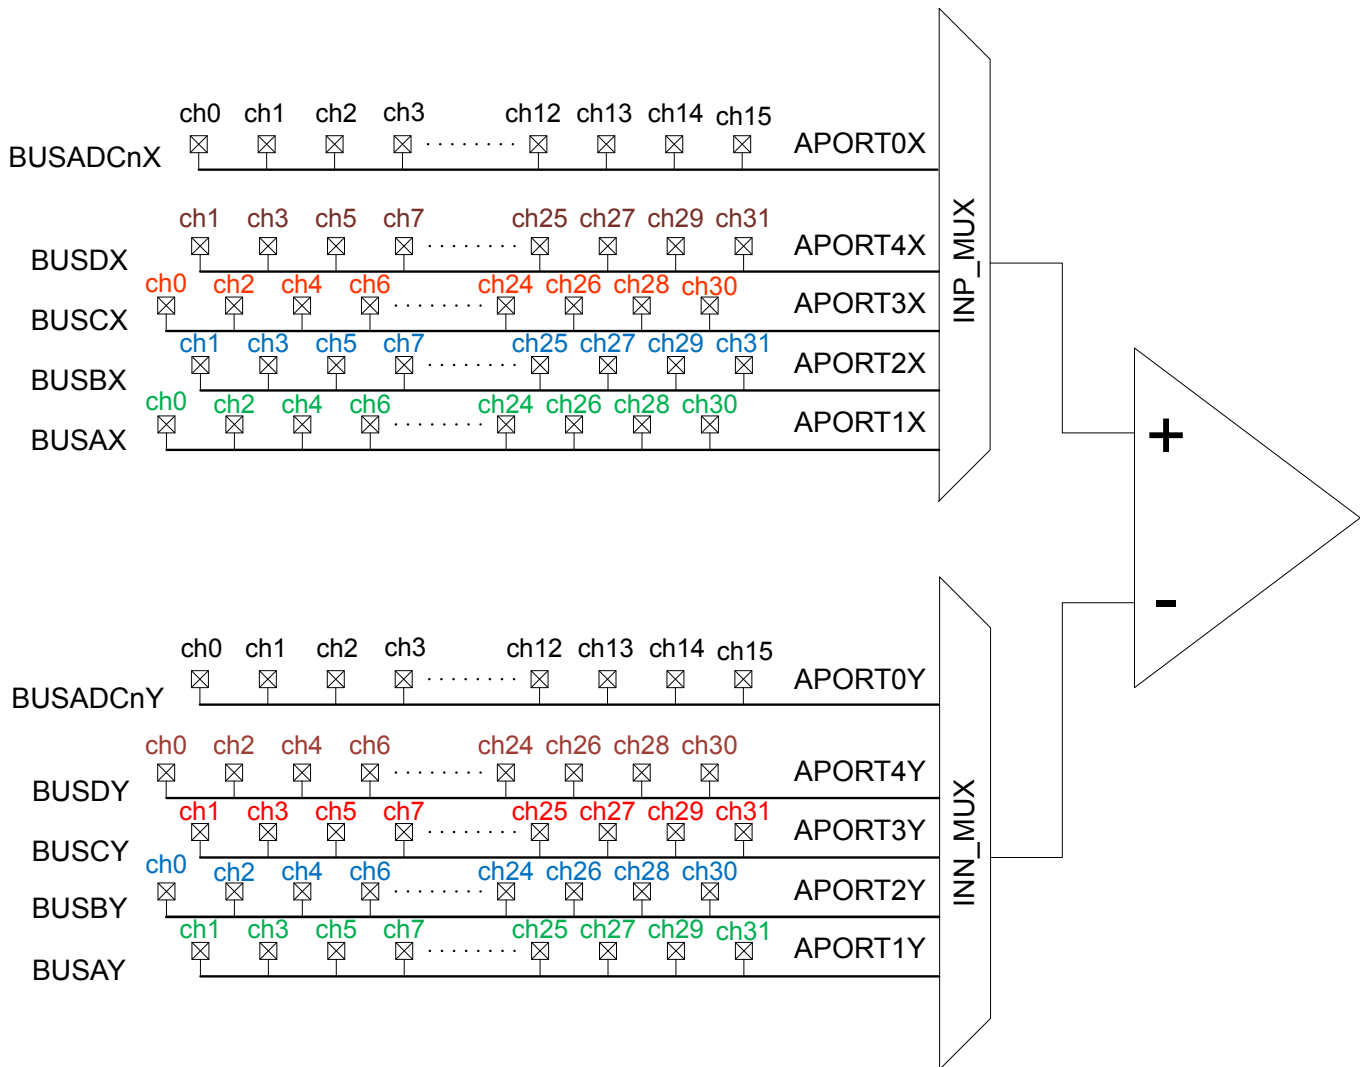 ch0 ch1 ch2 ch3 ········ ch12 ch13 ch14 ch15
BUSADCnX APORT0X
ch1 ch3 ch5 ch7 ········ ch25 ch27 ch29 ch31
BUSDX APORT4X
ch0 ch2 ch4 ch6 ········ ch24 ch26 ch28 ch30
BUSCX APORT3X
ch1 ch3 ch5 ch7 ········ ch25 ch27 ch29 ch31
BUSBX APORT2X
ch0 ch2 ch4 ch6 ········ ch24 ch26 ch28 ch30
BUSAX APORT1X
INP_MUX
+
-
ch0 ch1 ch2 ch3 ········ ch12 ch13 ch14 ch15
BUSADCnY APORT0Y
ch0 ch2 ch4 ch6 ········ ch24 ch26 ch28 ch30
BUSDY APORT4Y
ch1 ch3 ch5 ch7 ········ ch25 ch27 ch29 ch31
BUSCY APORT3Y
ch0 ch2 ch4 ch6 ········ ch24 ch26 ch28 ch30
BUSBY APORT2Y
ch1 ch3 ch5 ch7 ········ ch25 ch27 ch29 ch31
BUSAY APORT1Y
INN_MUX